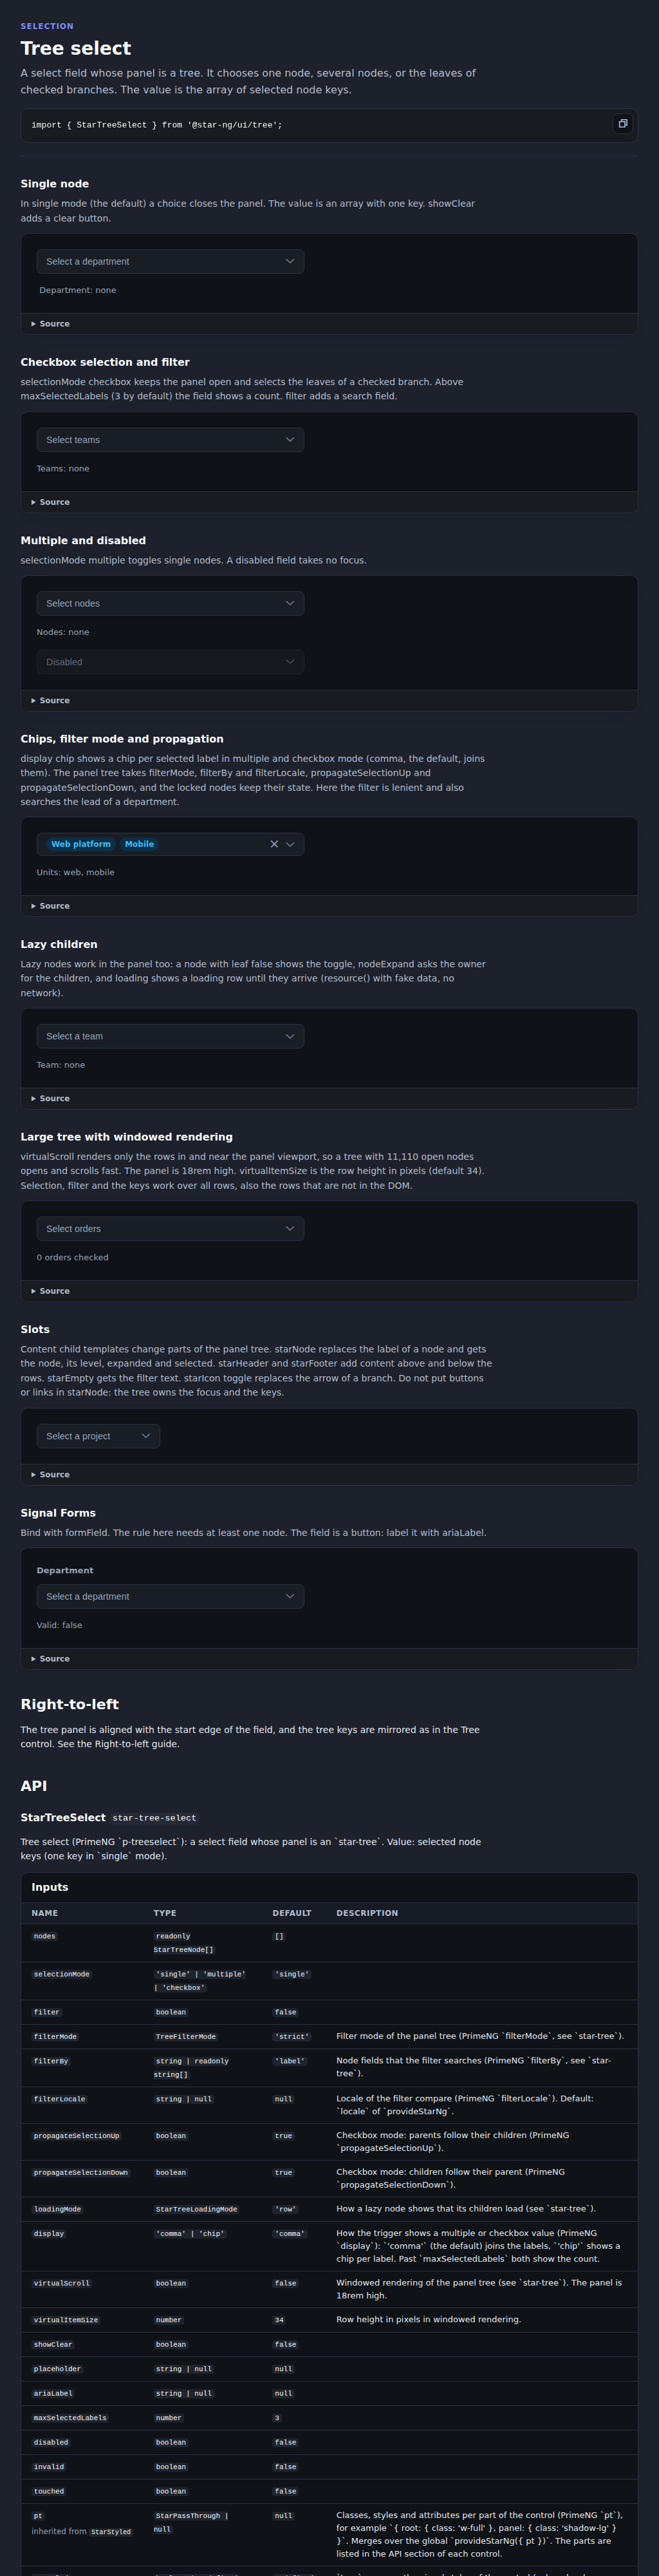 SELECTION
Tree select
A select field whose panel is a tree. It chooses one node, several nodes, or the leaves of
checked branches. The value is the array of selected node keys.
import { StarTreeSelect } from '@star-ng/ui/tree';
Single node
In single mode (the default) a choice closes the panel. The value is an array with one key. showClear
adds a clear button.
Select a department
Department: none
Source
Checkbox selection and filter
selectionMode checkbox keeps the panel open and selects the leaves of a checked branch. Above
maxSelectedLabels (3 by default) the field shows a count. filter adds a search field.
Select teams
Teams: none
Source
Multiple and disabled
selectionMode multiple toggles single nodes. A disabled field takes no focus.
Select nodes
Nodes: none
Disabled
Source
Chips, filter mode and propagation
display chip shows a chip per selected label in multiple and checkbox mode (comma, the default, joins
them). The panel tree takes filterMode, filterBy and filterLocale, propagateSelectionUp and
propagateSelectionDown, and the locked nodes keep their state. Here the filter is lenient and also
searches the lead of a department.
Web platform Mobile
Units: web, mobile
Source
Lazy children
Lazy nodes work in the panel too: a node with leaf false shows the toggle, nodeExpand asks the owner
for the children, and loading shows a loading row until they arrive (resource() with fake data, no
network).
Select a team
Team: none
Source
Large tree with windowed rendering
virtualScroll renders only the rows in and near the panel viewport, so a tree with 11,110 open nodes
opens and scrolls fast. The panel is 18rem high. virtualItemSize is the row height in pixels (default 34).
Selection, filter and the keys work over all rows, also the rows that are not in the DOM.
Select orders
0 orders checked
Source
Slots
Content child templates change parts of the panel tree. starNode replaces the label of a node and gets
the node, its level, expanded and selected. starHeader and starFooter add content above and below the
rows. starEmpty gets the filter text. starIcon toggle replaces the arrow of a branch. Do not put buttons
or links in starNode: the tree owns the focus and the keys.
Select a project
Source
Signal Forms
Bind with formField. The rule here needs at least one node. The field is a button: label it with ariaLabel.
Department
Select a department
Valid: false
Source
Right-to-left
The tree panel is aligned with the start edge of the field, and the tree keys are mirrored as in the Tree
control. See the Right-to-left guide.
API
StarTreeSelect star-tree-select
Tree select (PrimeNG `p-treeselect`): a select field whose panel is an `star-tree`. Value: selected node
keys (one key in `single` mode).
Inputs
NAME TYPE DEFAULT DESCRIPTION
nodes readonly StarTreeNode[] []
selectionMode 'single' | 'multiple' | 'checkbox' 'single'
filter boolean false
filterMode TreeFilterMode 'strict' Filter mode of the panel tree (PrimeNG `filterMode`, see `star-tree`).
filterBy string | readonly string[] 'label' Node fields that the filter searches (PrimeNG `filterBy`, see `star-tree`).
filterLocale string | null null Locale of the filter compare (PrimeNG `filterLocale`). Default: `locale` of `provideStarNg`.
propagateSelectionUp boolean true Checkbox mode: parents follow their children (PrimeNG `propagateSelectionUp`).
propagateSelectionDown boolean true Checkbox mode: children follow their parent (PrimeNG `propagateSelectionDown`).
loadingMode StarTreeLoadingMode 'row' How a lazy node shows that its children load (see `star-tree`).
display 'comma' | 'chip' 'comma' How the trigger shows a multiple or checkbox value (PrimeNG `display`): `'comma'` (the default) joins the labels, `'chip'` shows a chip per label. Past `maxSelectedLabels` both show the count.
virtualScroll boolean false Windowed rendering of the panel tree (see `star-tree`). The panel is 18rem high.
virtualItemSize number 34 Row height in pixels in windowed rendering.
showClear boolean false
placeholder string | null null
ariaLabel string | null null
maxSelectedLabels number 3
disabled boolean false
invalid boolean false
touched boolean false
pt inherited from StarStyled StarPassThrough | null null Classes, styles and attributes per part of the control (PrimeNG `pt`), for example `{ root: { class: 'w-full' }, panel: { class: 'shadow-lg' } }`. Merges over the global `provideStarNg({ pt })`. The parts are listed in the API section of each control.